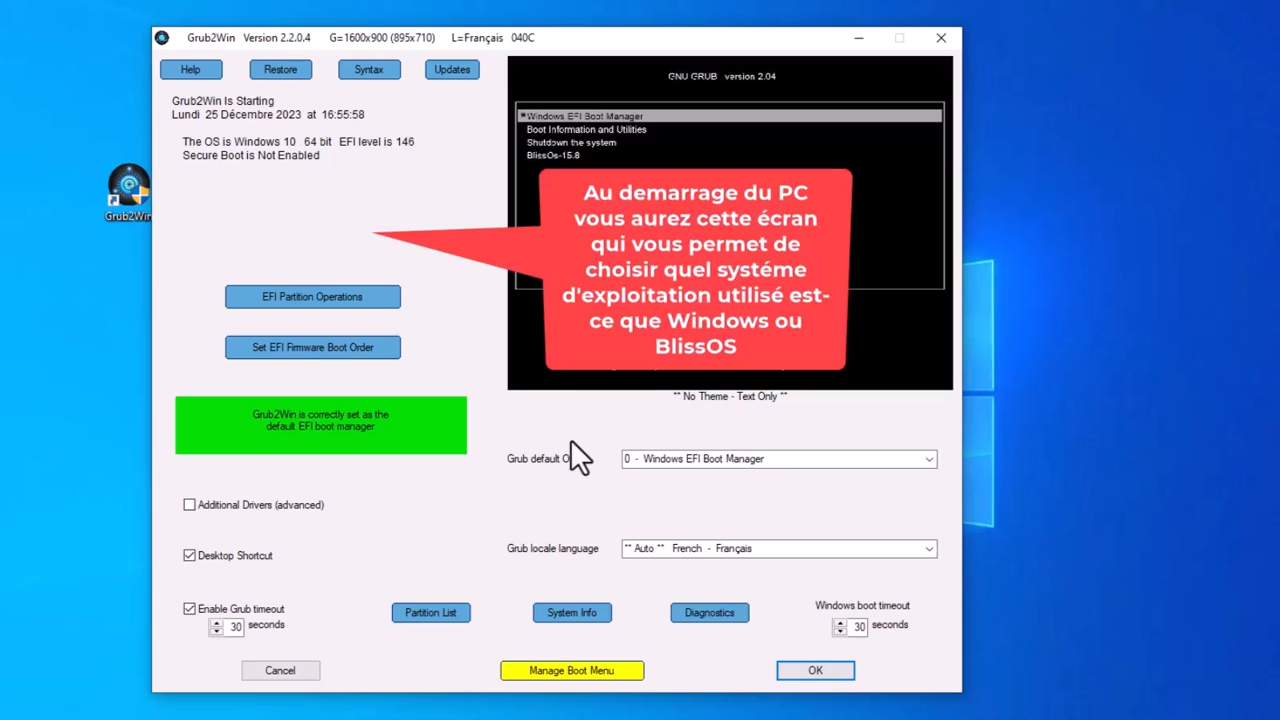 Grub2Win Version 2.2.0.4 G=1600x900 (895x710) L=Français 040C
Help Restore Syntax Updates
Grub2Win Is Starting
Lundi 25 Décembre 2023 at 16:55:58
The OS is Windows 10 64 bit EFI level is 146
Secure Boot is Not Enabled
Grub2Win
EFI Partition Operations
Set EFI Firmware Boot Order
Grub2Win is correctly set as the
default EFI boot manager
GNU GRUB version 2.04
*Windows EFI Boot Manager
Boot Information and Utilities
Shutdown the system
BlissOs-15.8
Au demarrage du PC
vous aurez cette écran
qui vous permet de
choisir quel systéme
d'exploitation utilisé est-
ce que Windows ou
BlissOS
** No Theme - Text Only **
Grub default O
0 - Windows EFI Boot Manager
Additional Drivers (advanced)
Grub locale language
** Auto ** French - Français
Desktop Shortcut
Enable Grub timeout
30 seconds
Partition List System Info Diagnostics
Windows boot timeout
30 seconds
Cancel Manage Boot Menu OK